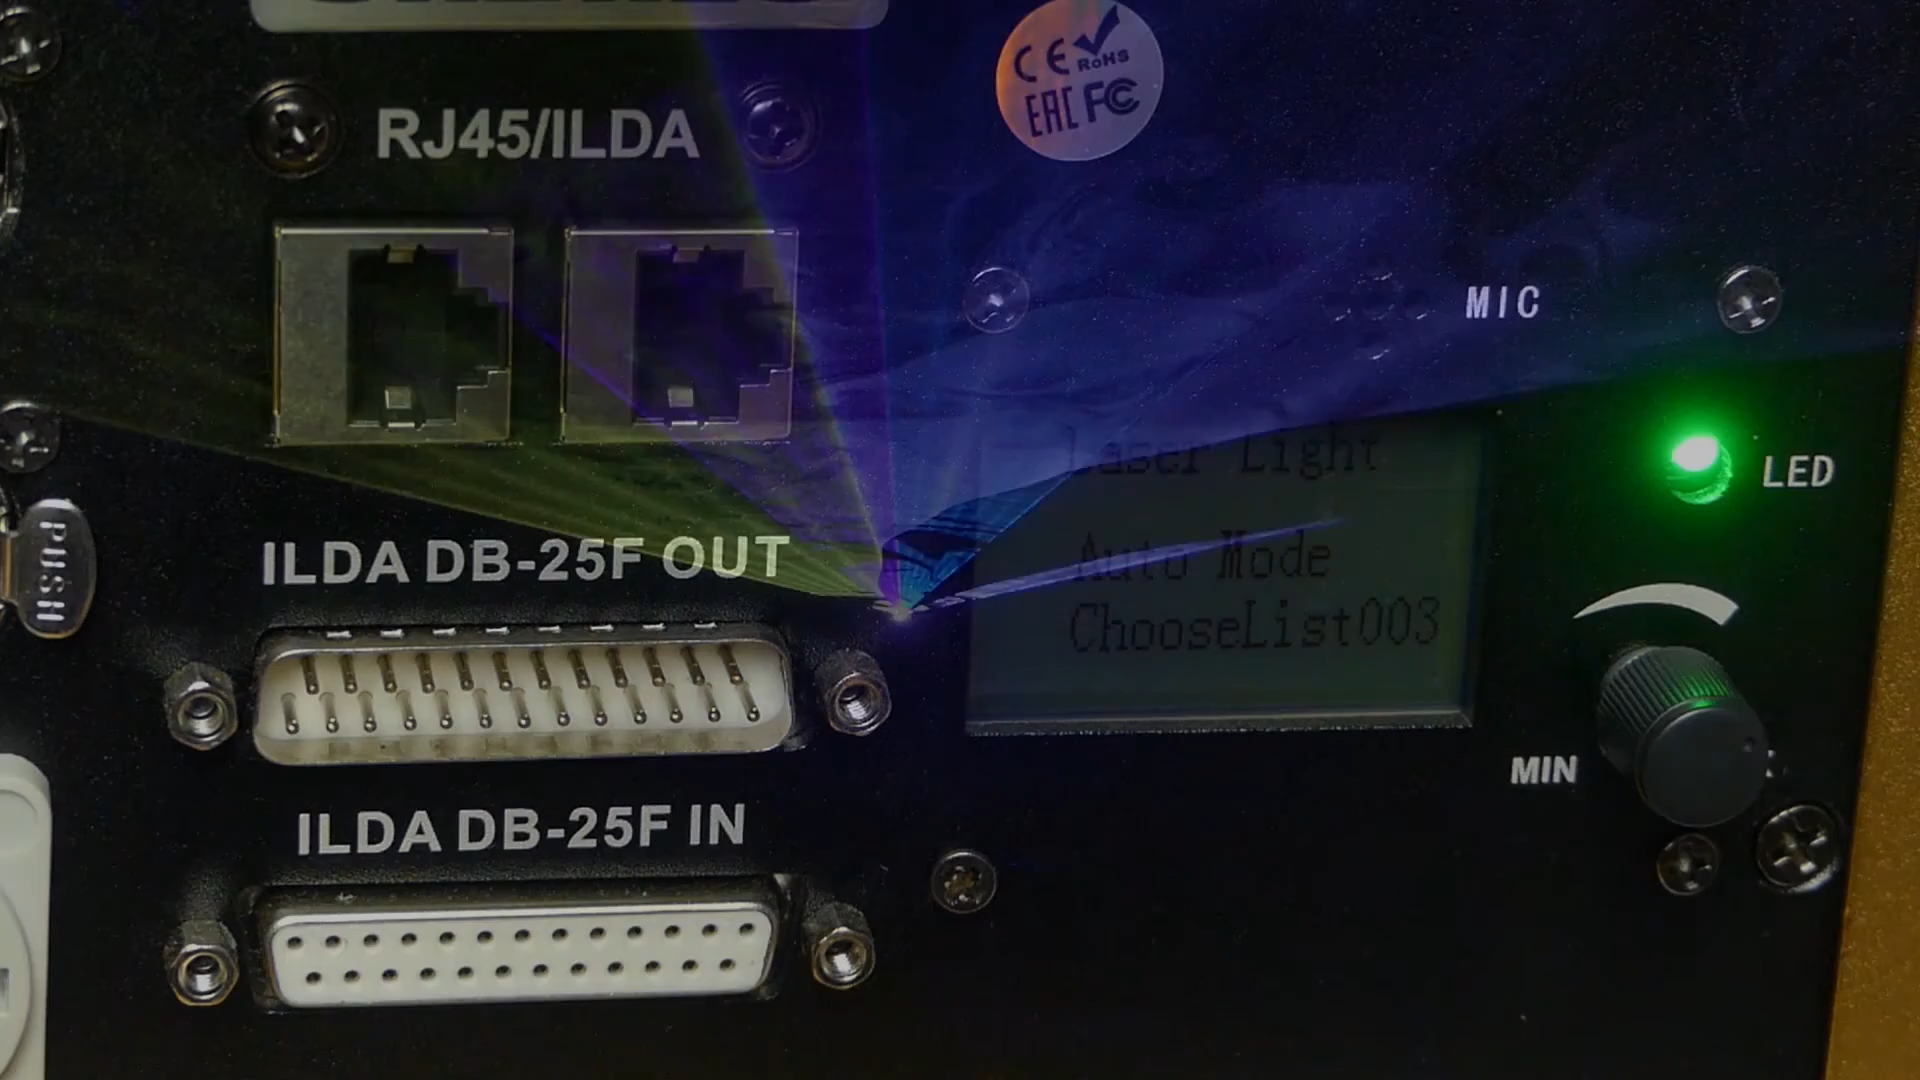 CE RoHS
EAC FC
RJ45/ILDA
MIC
Laser Light
LED
PUSH
ILDA DB-25F OUT
Auto Mode
ChooseList003
MIN
ILDA DB-25F IN